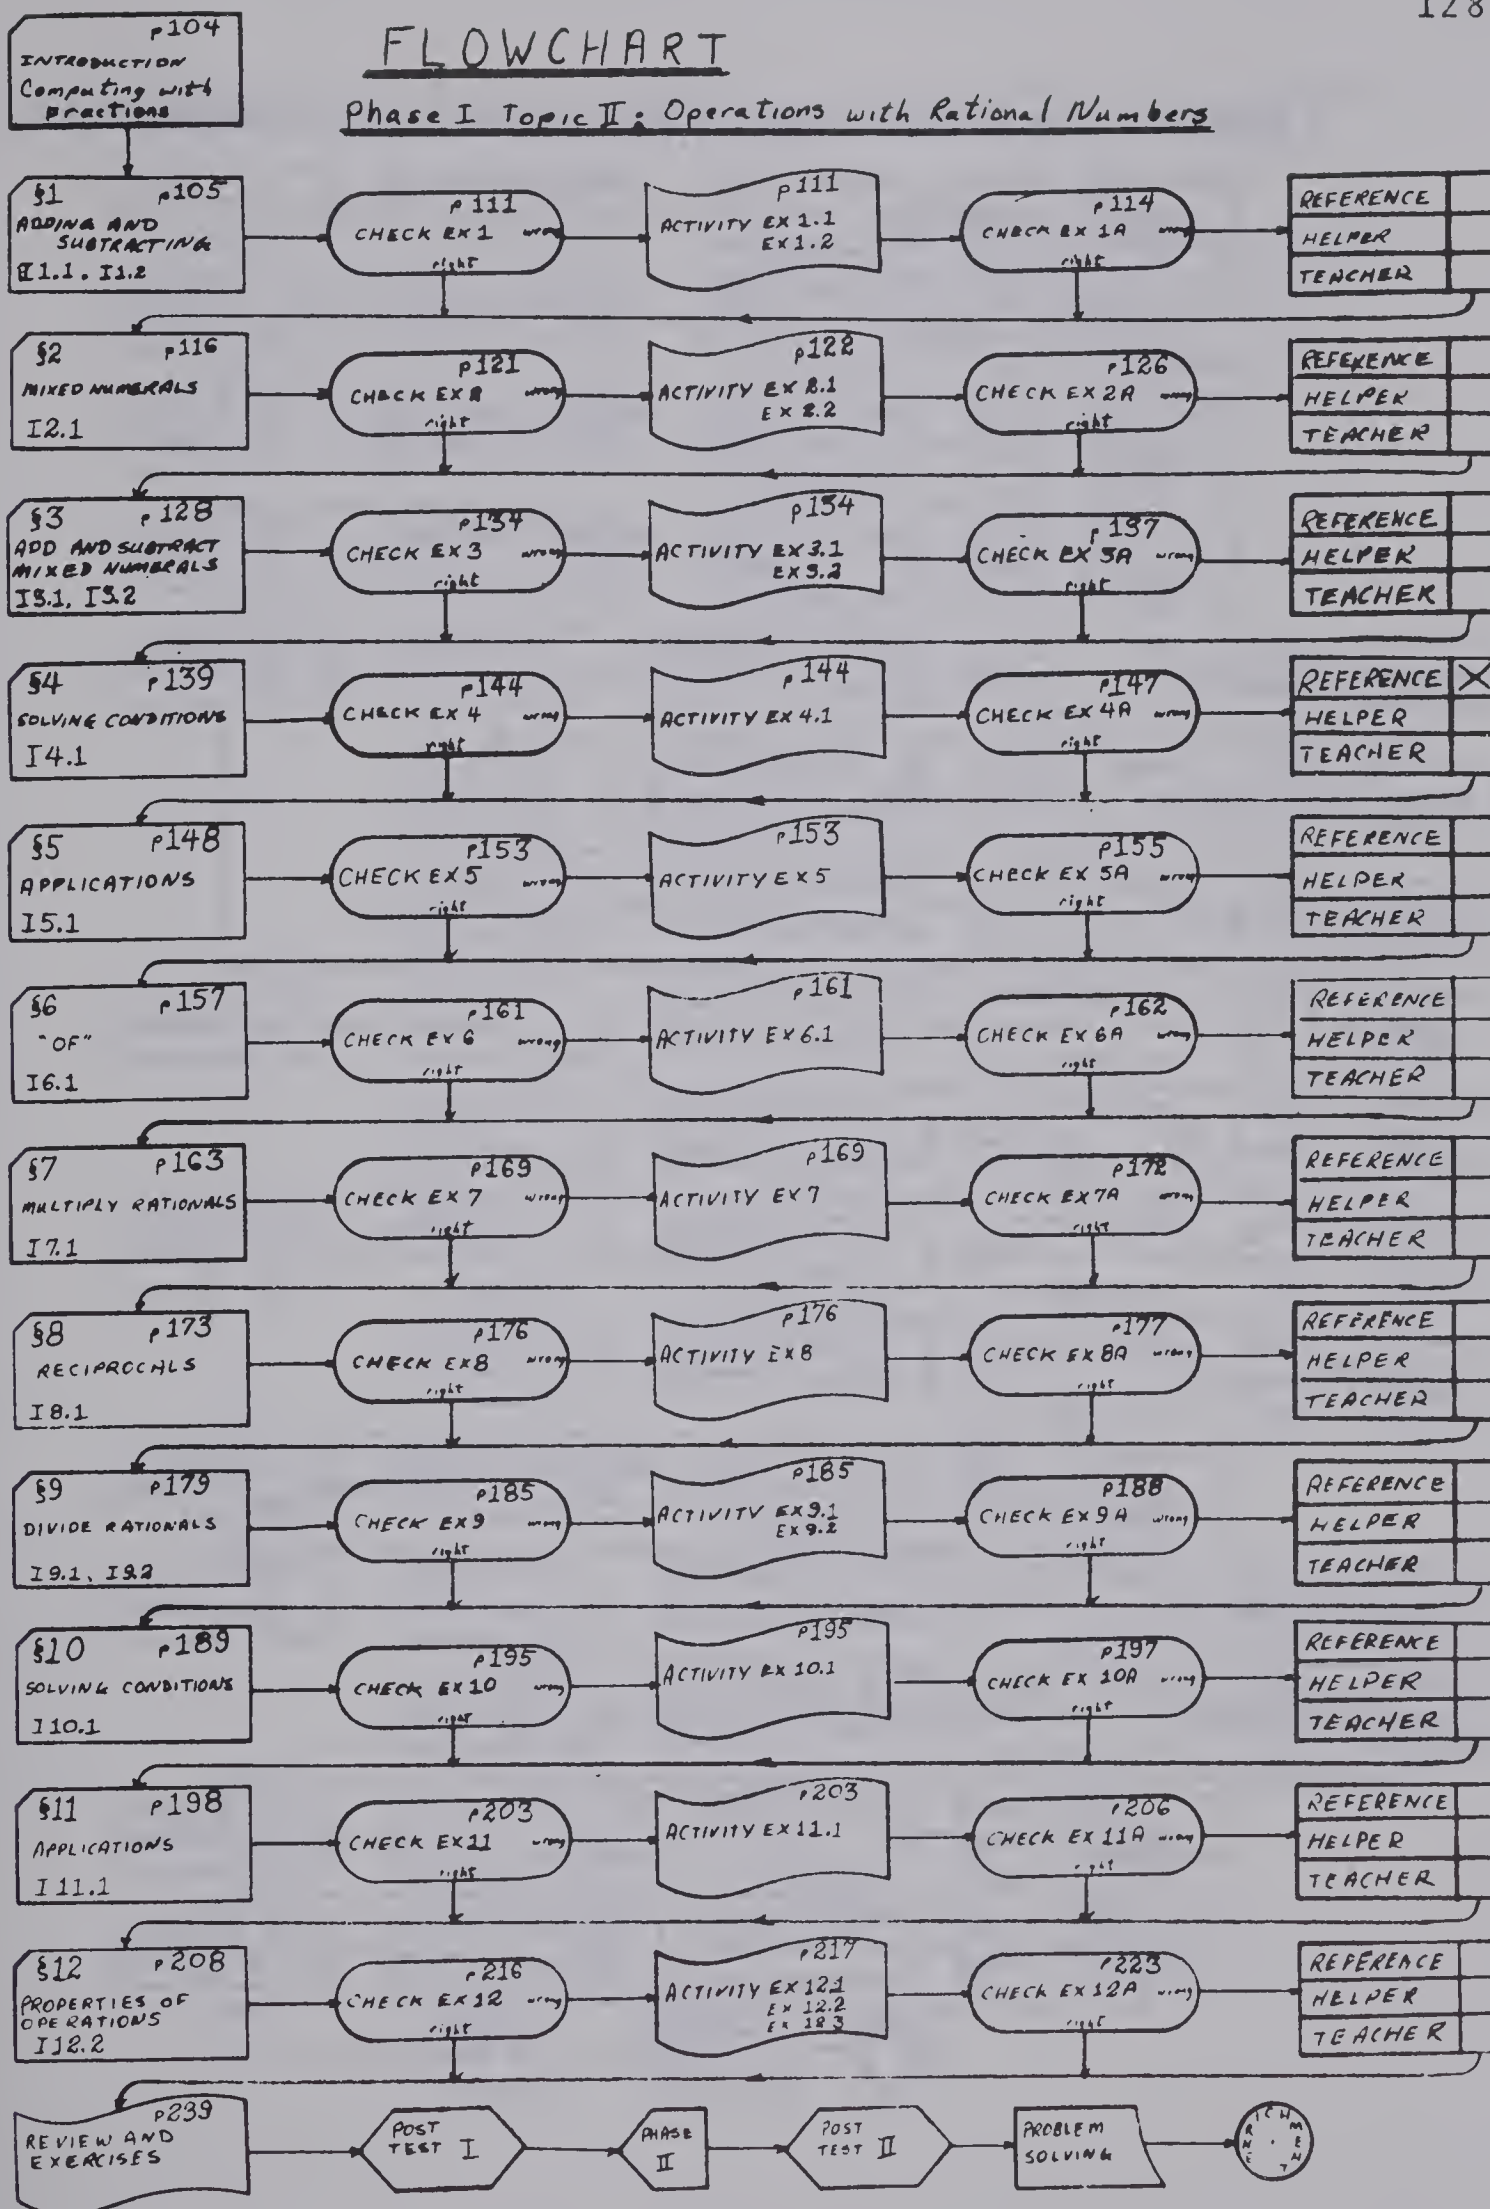 128
p104
INTRODUCTION
Computing with
Fractions
FLOWCHART
Phase I Topic II: Operations with Rational Numbers
§1 p105
ADDING AND
SUBTRACTING
I1.1, I1.2
p111
CHECK EX 1 wrong
right
p111
ACTIVITY EX 1.1
EX 1.2
p114
CHECK EX 1A wrong
right
REFERENCE
HELPER
TEACHER
§2 p116
MIXED NUMERALS
I2.1
p121
CHECK EX 2 wrong
right
p122
ACTIVITY EX 2.1
EX 2.2
p126
CHECK EX 2A wrong
right
REFERENCE
HELPER
TEACHER
§3 p128
ADD AND SUBTRACT
MIXED NUMERALS
I3.1, I3.2
p134
CHECK EX 3 wrong
right
p134
ACTIVITY EX 3.1
EX 3.2
p137
CHECK EX 3A wrong
right
REFERENCE
HELPER
TEACHER
§4 p139
SOLVING CONDITIONS
I4.1
p144
CHECK EX 4 wrong
right
p144
ACTIVITY EX 4.1
p147
CHECK EX 4A wrong
right
REFERENCE X
HELPER
TEACHER
§5 p148
APPLICATIONS
I5.1
p153
CHECK EX 5 wrong
right
p153
ACTIVITY EX 5
p155
CHECK EX 5A wrong
right
REFERENCE
HELPER
TEACHER
§6 p157
"OF"
I6.1
p161
CHECK EX 6 wrong
right
p161
ACTIVITY EX 6.1
p162
CHECK EX 6A wrong
right
REFERENCE
HELPER
TEACHER
§7 p163
MULTIPLY RATIONALS
I7.1
p169
CHECK EX 7 wrong
right
p169
ACTIVITY EX 7
p172
CHECK EX 7A wrong
right
REFERENCE
HELPER
TEACHER
§8 p173
RECIPROCALS
I8.1
p176
CHECK EX 8 wrong
right
p176
ACTIVITY EX 8
p177
CHECK EX 8A wrong
right
REFERENCE
HELPER
TEACHER
§9 p179
DIVIDE RATIONALS
I9.1, I9.2
p185
CHECK EX 9 wrong
right
p185
ACTIVITY EX 9.1
EX 9.2
p188
CHECK EX 9A wrong
right
REFERENCE
HELPER
TEACHER
§10 p189
SOLVING CONDITIONS
I10.1
p195
CHECK EX 10 wrong
right
p195
ACTIVITY EX 10.1
p197
CHECK EX 10A wrong
right
REFERENCE
HELPER
TEACHER
§11 p198
APPLICATIONS
I11.1
p203
CHECK EX 11 wrong
right
p203
ACTIVITY EX 11.1
p206
CHECK EX 11A wrong
right
REFERENCE
HELPER
TEACHER
§12 p208
PROPERTIES OF
OPERATIONS
I12.2
p216
CHECK EX 12 wrong
right
p217
ACTIVITY EX 12.1
EX 12.2
EX 12.3
p223
CHECK EX 12A wrong
right
REFERENCE
HELPER
TEACHER
p239
REVIEW AND
EXERCISES
POST
TEST I
PHASE
II
POST
TEST II
PROBLEM
SOLVING
ENRICHMENT